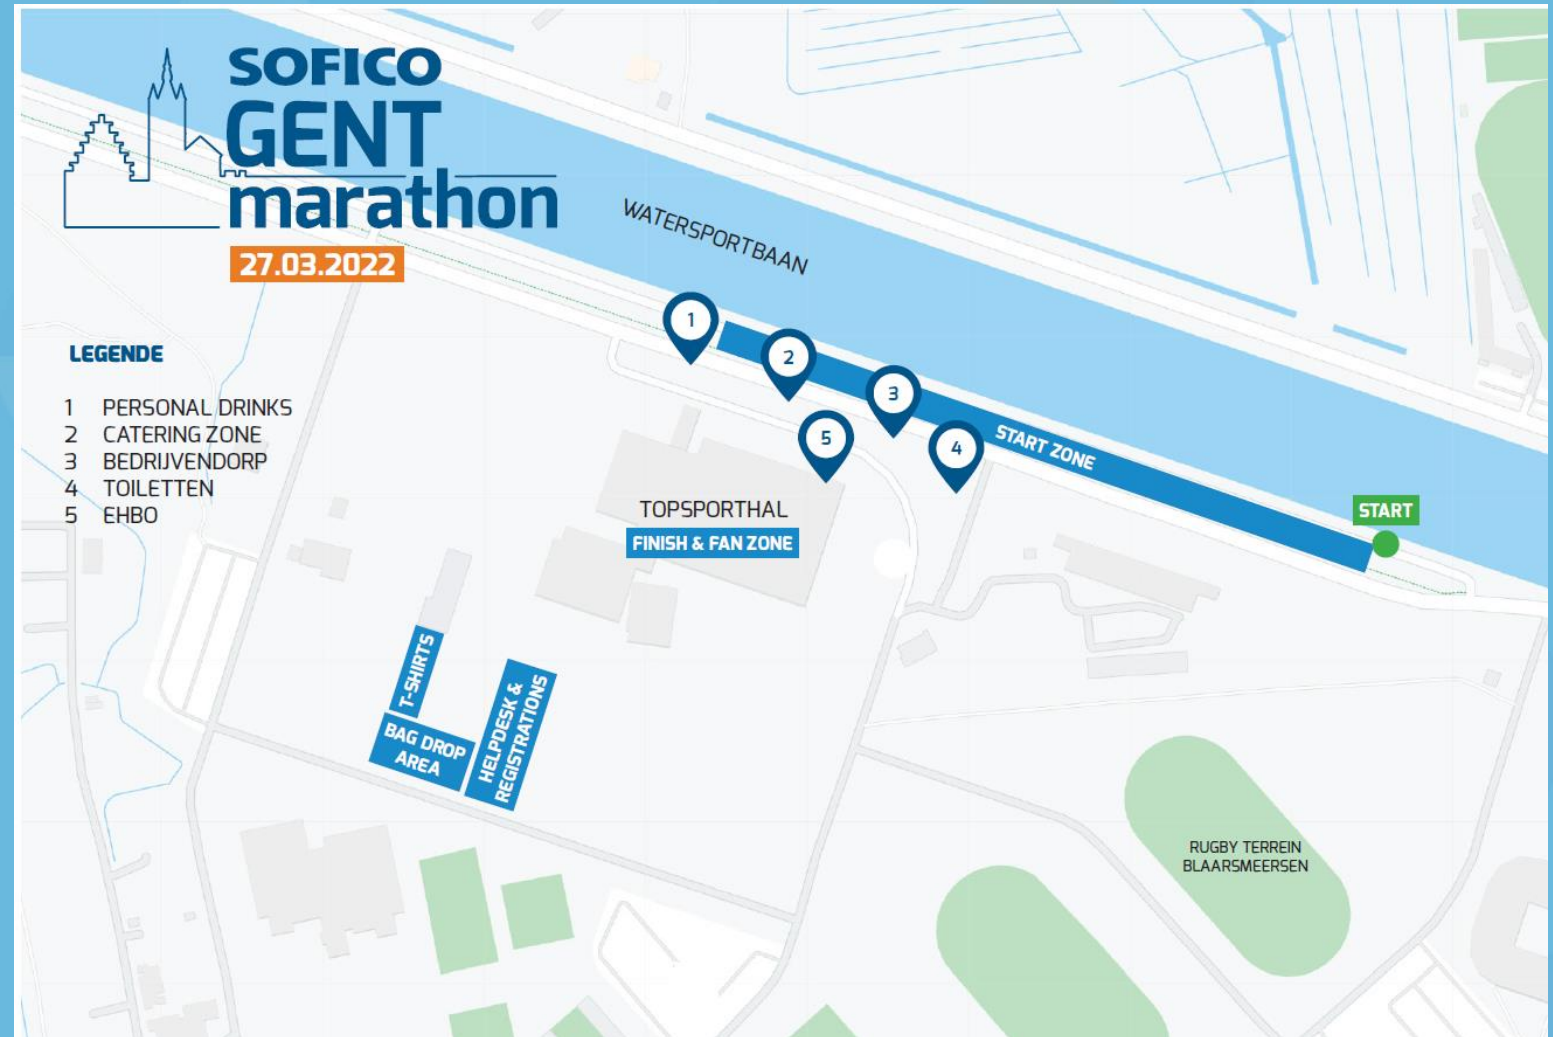 SOFICO
GENT
marathon
27.03.2022
LEGENDE
1 PERSONAL DRINKS
2 CATERING ZONE
3 BEDRIJVENDORP
4 TOILETTEN
5 EHBO
WATERSPORTBAAN
1
2
3
4
5
START ZONE
START
TOPSPORTHAL
FINISH & FAN ZONE
T-SHIRTS
BAG DROP
AREA
HELPDESK &
REGISTRATIONS
RUGBY TERREIN
BLAARSMEERSEN